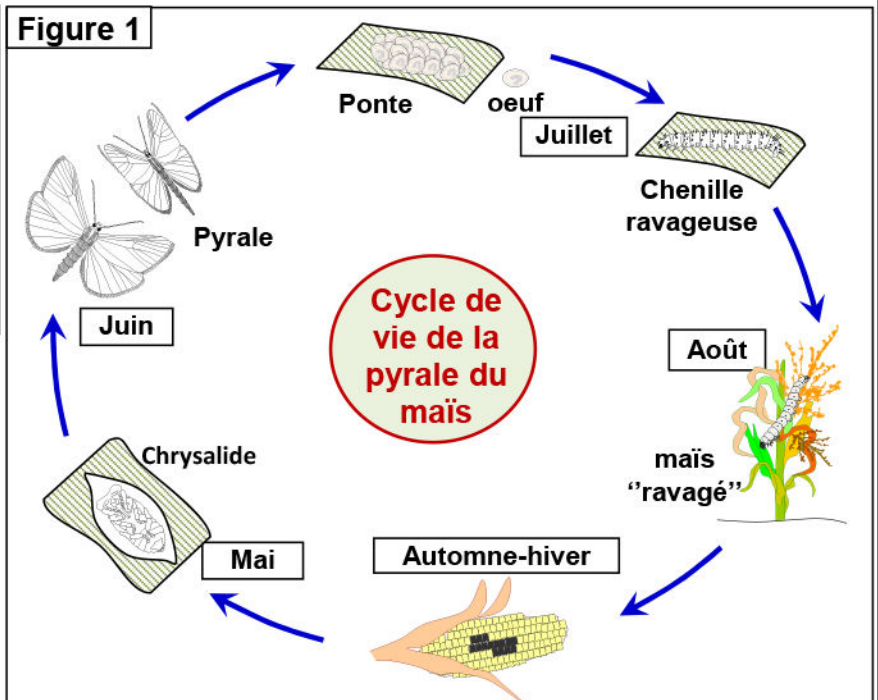 Figure 1
Ponte
oeuf
Juillet
Chenille
ravageuse
Pyrale
Juin
Cycle de
vie de la
pyrale du
maïs
Août
maïs
‘’ravagé’’
Chrysalide
Mai
Automne-hiver